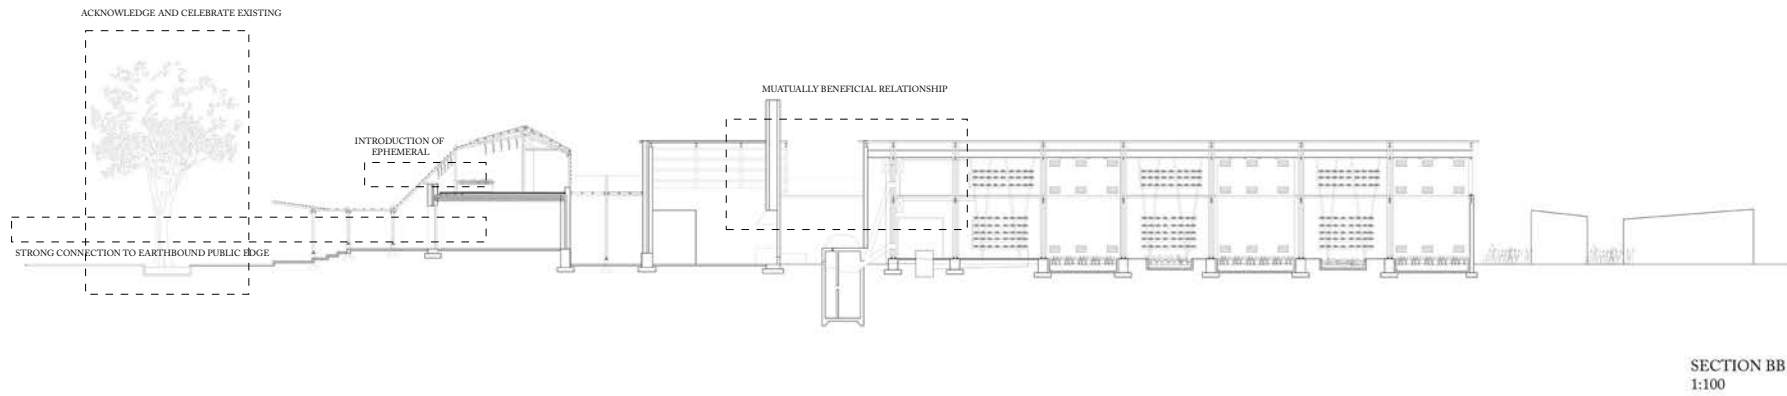 ACKNOWLEDGE AND CELEBRATE EXISTING
MUATUALLY BENEFICIAL RELATIONSHIP
INTRODUCTION OF
EPHEMERAL
STRONG CONNECTION TO EARTHBOUND PUBLIC EDGE
SECTION BB
1:100